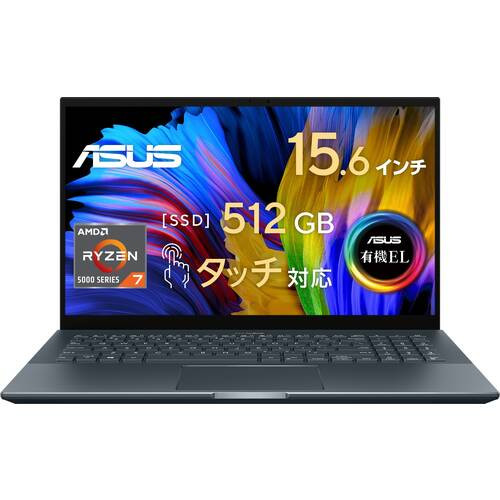 ASUS
15.6 インチ
[SSD] 512 GB
AMD
RYZEN
5000 SERIES 7
タッチ 対応
ASUS
有機EL